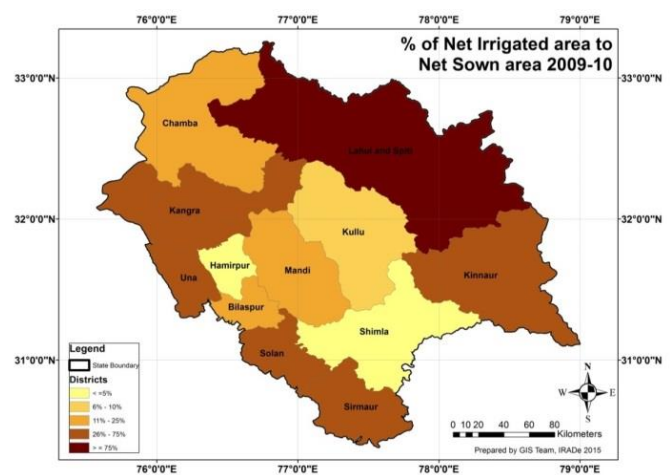 % of Net Irrigated area to
Net Sown area 2009-10
76°0'0"E 77°0'0"E 78°0'0"E 79°0'0"E
33°0'0"N 33°0'0"N
Chamba
Lahul and Spiti
Kangra
32°0'0"N 32°0'0"N
Kullu
Hamirpur
Mandi
Kinnaur
Una
Bilaspur
Shimla
Solan
31°0'0"N 31°0'0"N
Sirmaur
Legend
State Boundary
Districts
< =5%
6% - 10%
11% - 25%
26% - 75%
> = 75%
N
W E
S
0 10 20 40 60 80
Kilometers
Prepared by GIS Team, IRADe 2015
76°0'0"E 77°0'0"E 78°0'0"E 79°0'0"E